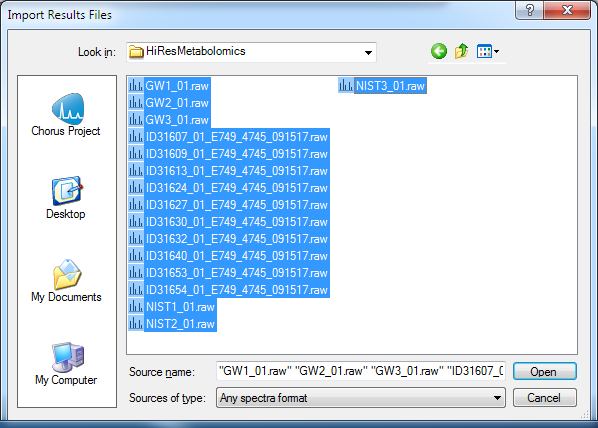 Import Results Files
Look in: HiResMetabolomics
Chorus Project
Desktop
My Documents
My Computer
GW1_01.raw
GW2_01.raw
GW3_01.raw
ID31607_01_E749_4745_091517.raw
ID31609_01_E749_4745_091517.raw
ID31613_01_E749_4745_091517.raw
ID31624_01_E749_4745_091517.raw
ID31627_01_E749_4745_091517.raw
ID31630_01_E749_4745_091517.raw
ID31632_01_E749_4745_091517.raw
ID31640_01_E749_4745_091517.raw
ID31653_01_E749_4745_091517.raw
ID31654_01_E749_4745_091517.raw
NIST1_01.raw
NIST2_01.raw
NIST3_01.raw
Source name: "GW1_01.raw" "GW2_01.raw" "GW3_01.raw" "ID31607_0 Open
Sources of type: Any spectra format Cancel